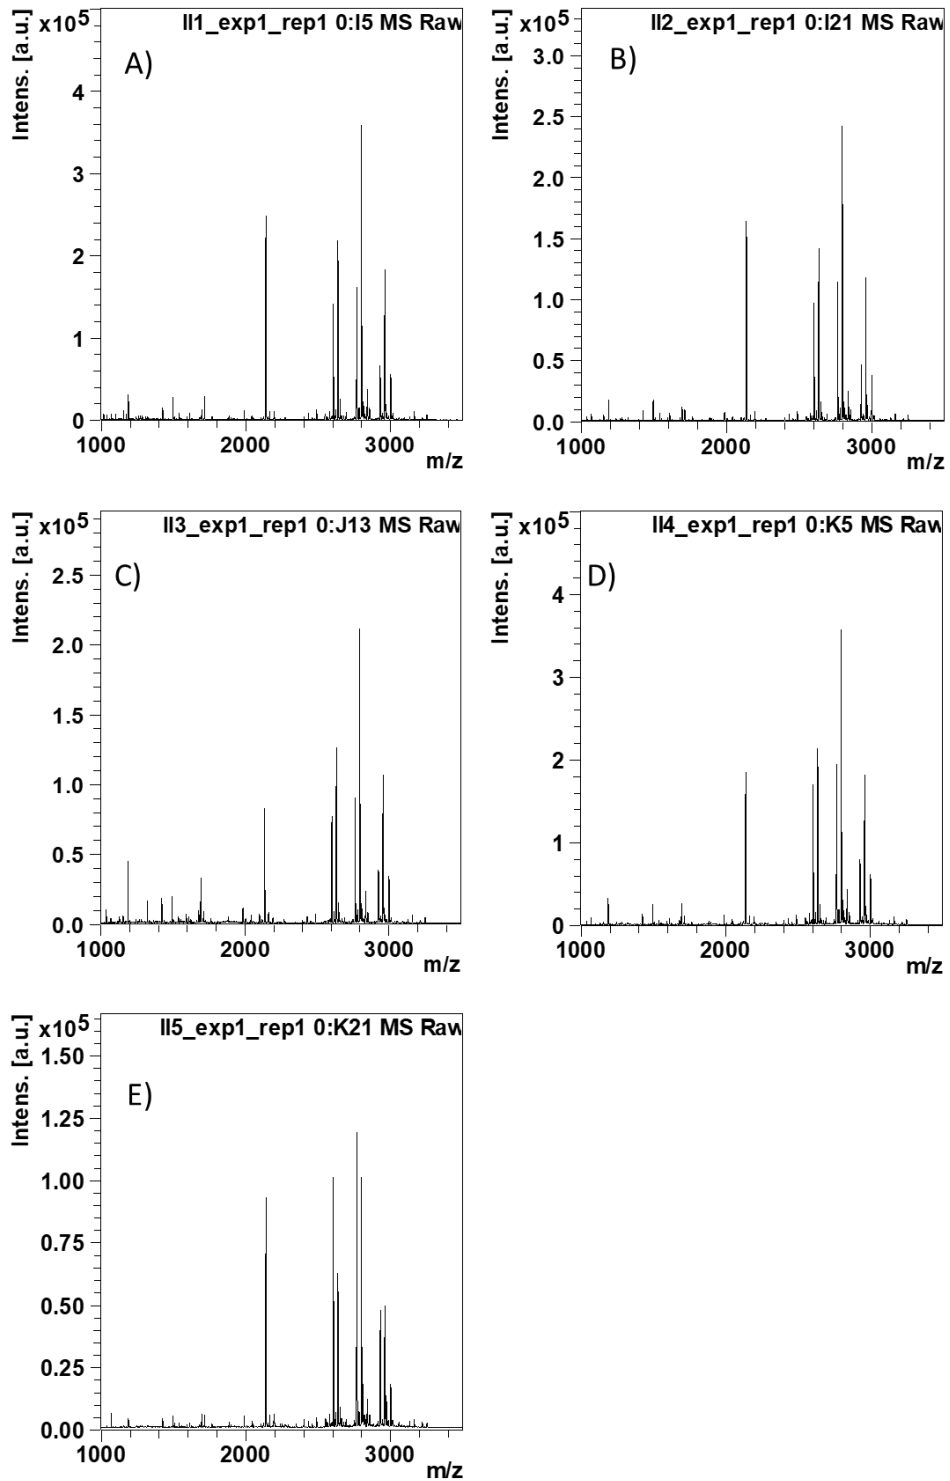 x10⁵ II1_exp1_rep1 0:I5 MS Raw
Intens. [a.u.]
A)
4
3
2
1
0
1000 2000 3000
m/z
x10⁵ II2_exp1_rep1 0:I21 MS Raw
Intens. [a.u.]
B)
3.0
2.5
2.0
1.5
1.0
0.5
0.0
1000 2000 3000
m/z
x10⁵ II3_exp1_rep1 0:J13 MS Raw
Intens. [a.u.]
C)
2.5
2.0
1.5
1.0
0.5
0.0
1000 2000 3000
m/z
x10⁵ II4_exp1_rep1 0:K5 MS Raw
Intens. [a.u.]
D)
4
3
2
1
0
1000 2000 3000
m/z
x10⁵ II5_exp1_rep1 0:K21 MS Raw
Intens. [a.u.]
E)
1.50
1.25
1.00
0.75
0.50
0.25
0.00
1000 2000 3000
m/z